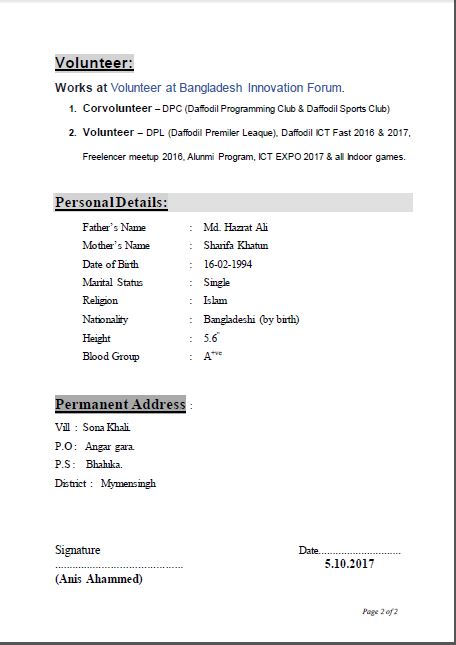 Volunteer:
Works at Volunteer at Bangladesh Innovation Forum.
1. Corvolunteer – DPC (Daffodil Programming Club & Daffodil Sports Club)
2. Volunteer – DPL (Daffodil Premiler Leaque), Daffodil ICT Fast 2016 & 2017,
Freelencer meetup 2016, Alunmi Program, ICT EXPO 2017 & all Indoor games.
Personal Details:
Father's Name : Md. Hazrat Ali
Mother's Name : Sharifa Khatun
Date of Birth : 16-02-1994
Marital Status : Single
Religion : Islam
Nationality : Bangladeshi (by birth)
Height : 5.6"
Blood Group : A+ve
Permanent Address :
Vill : Sona Khali.
P.O : Angar gara.
P.S : Bhaluka.
District : Mymensingh
Signature Date............................
............................................ 5.10.2017
(Anis Ahammed)
Page 2 of 2